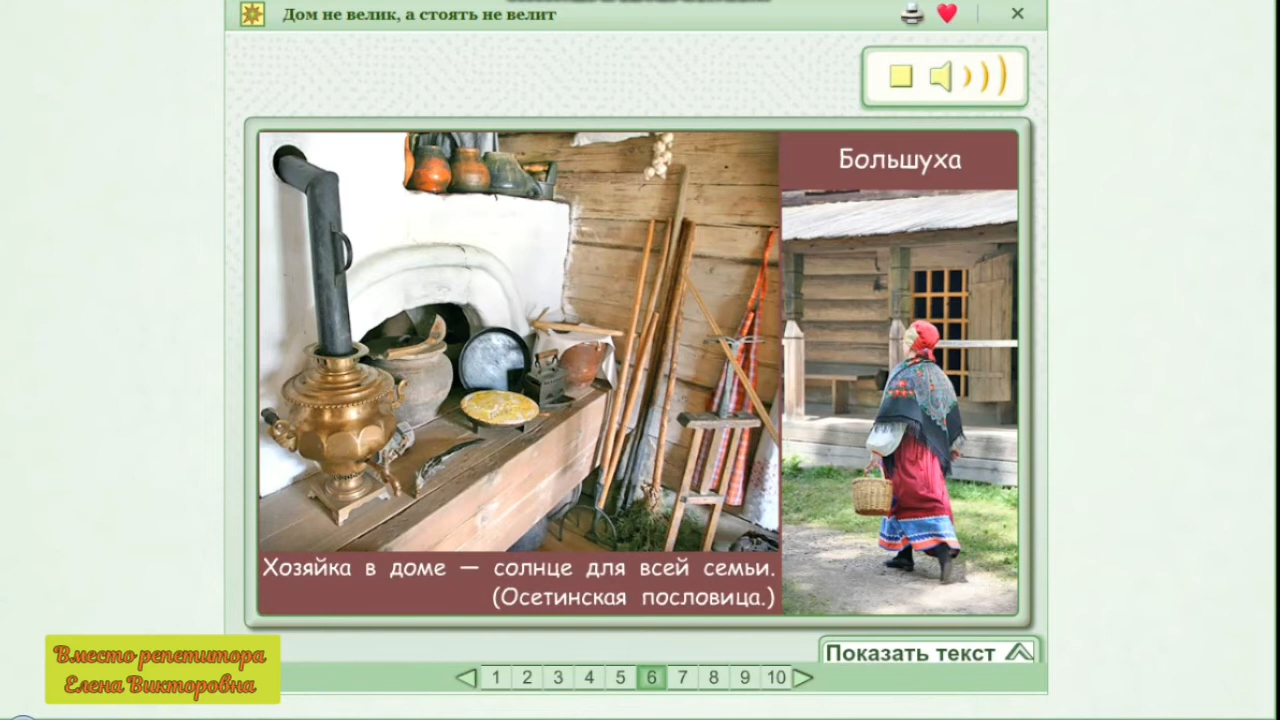 Дом не велик, а стоять не велит
Большуха
Хозяйка в доме — солнце для всей семьи.
(Осетинская пословица.)
Показать текст
1 2 3 4 5 6 7 8 9 10
Вместо репетитора
Елена Викторовна